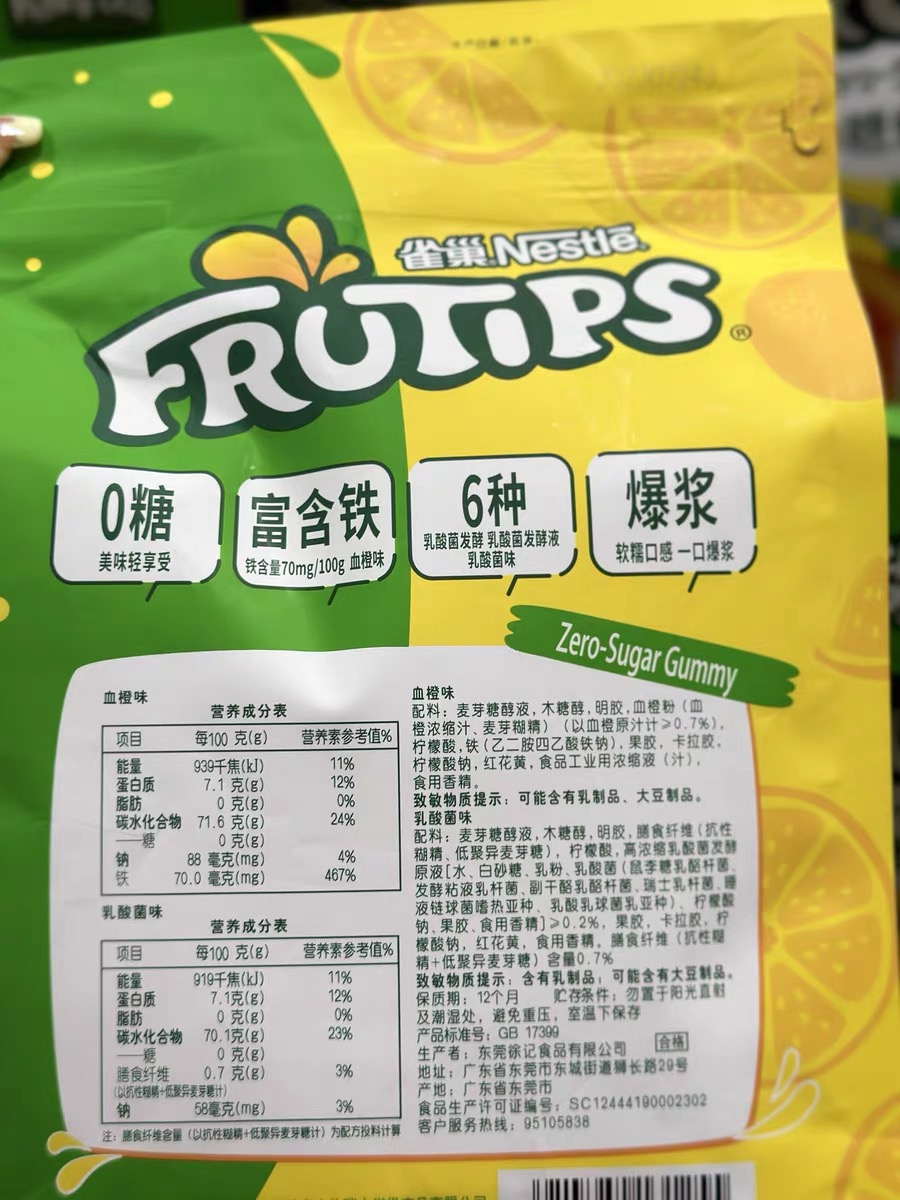 雀巢 Nestlé
FRUTIPS®
0糖
美味轻享受
富含铁
铁含量70mg/100g 血橙味
6种
乳酸菌发酵 乳酸菌发酵液
乳酸菌味
爆浆
软糯口感 一口爆浆
Zero-Sugar Gummy
血橙味
营养成分表
项目 每100 克(g) 营养素参考值%
能量 939千焦(kJ) 11%
蛋白质 7.1 克(g) 12%
脂肪 0 克(g) 0%
碳水化合物 71.6 克(g) 24%
——糖 0 克(g)
钠 88 毫克(mg) 4%
铁 70.0 毫克(mg) 467%
乳酸菌味
营养成分表
项目 每100 克(g) 营养素参考值%
能量 919千焦(kJ) 11%
蛋白质 7.1克(g) 12%
脂肪 0 克(g) 0%
碳水化合物 70.1克(g) 23%
——糖 0 克(g)
膳食纤维 0.7 克(g) 3%
(以抗性糊精+低聚异麦芽糖计)
钠 58毫克(mg) 3%
注：膳食纤维含量（以抗性糊精+低聚异麦芽糖计）为配方投料计算
血橙味
配料：麦芽糖醇液,木糖醇,明胶,血橙粉（血
橙浓缩汁、麦芽糊精）（以血橙原汁计≥0.7%）,
柠檬酸,铁（乙二胺四乙酸铁钠）,果胶，卡拉胶,
柠檬酸钠,红花黄,食品工业用浓缩液（汁）,
食用香精。
致敏物质提示：可能含有乳制品、大豆制品。
乳酸菌味
配料：麦芽糖醇液,木糖醇,明胶,膳食纤维（抗性
糊精、低聚异麦芽糖），柠檬酸,高浓缩乳酸菌发酵
原液[水、白砂糖、乳粉、乳酸菌（鼠李糖乳酪杆菌、
发酵粘液乳杆菌、副干酪乳酪杆菌、瑞士乳杆菌、唾
液链球菌嗜热亚种、乳酸乳球菌乳亚种）、柠檬酸
钠、果胶、食用香精]≥0.2%，果胶，卡拉胶，柠
檬酸钠，红花黄，食用香精。膳食纤维（抗性糊
精+低聚异麦芽糖）含量0.7%
致敏物质提示：含有乳制品；可能含有大豆制品。
保质期：12个月 贮存条件：勿置于阳光直射
及潮湿处，避免重压，室温下保存
产品标准号：GB 17399
生产者：东莞徐记食品有限公司 合格
地址：广东省东莞市东城街道狮长路29号
产地：广东省东莞市
食品生产许可证编号：SC12444190002302
客户服务热线：95105838